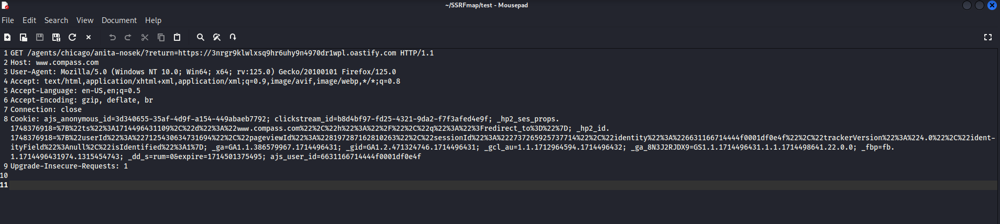 ~/SSRFmap/test - Mousepad
File Edit Search View Document Help
1 GET /agents/chicago/anita-nosek/?return=https://3nrgr9klwlxsq9hr6uhy9n4970dr1wpl.oastify.com HTTP/1.1
2 Host: www.compass.com
3 User-Agent: Mozilla/5.0 (Windows NT 10.0; Win64; x64; rv:125.0) Gecko/20100101 Firefox/125.0
4 Accept: text/html,application/xhtml+xml,application/xml;q=0.9,image/avif,image/webp,*/*;q=0.8
5 Accept-Language: en-US,en;q=0.5
6 Accept-Encoding: gzip, deflate, br
7 Connection: close
8 Cookie: ajs_anonymous_id=3d340655-35af-4d9f-a154-449abaeb7792; clickstream_id=b8d4bf97-fd25-4321-9da2-f7f3afed4e9f; _hp2_ses_props.
1748376918=%7B%22ts%22%3A1714496431109%2C%22d%22%3A%22www.compass.com%22%2C%22h%22%3A%22%2F%22%2C%22q%22%3A%22%3Fredirect_to%3D%22%7D; _hp2_id.
1748376918=%7B%22userId%22%3A%227125430634731694%22%2C%22pageviewId%22%3A%228197287162810263%22%2C%22sessionId%22%3A%222737265925737714%22%2C%22identity%22%3A%226631166714444f0001df0e4f%22%2C%22trackerVersion%22%3A%224.0%22%2C%22ident-
ityField%22%3Anull%2C%22isIdentified%22%3A1%7D; _ga=GA1.1.386579967.1714496431; _gid=GA1.2.471324746.1714496431; _gcl_au=1.1.1712964594.1714496432; _ga_8N3J2RJDX9=GS1.1.1714496431.1.1.1714498641.22.0.0; _fbp=fb.
1.1714496431974.1315454743; _dd_s=rum=0&expire=1714501375495; ajs_user_id=6631166714444f0001df0e4f
9 Upgrade-Insecure-Requests: 1
10
11